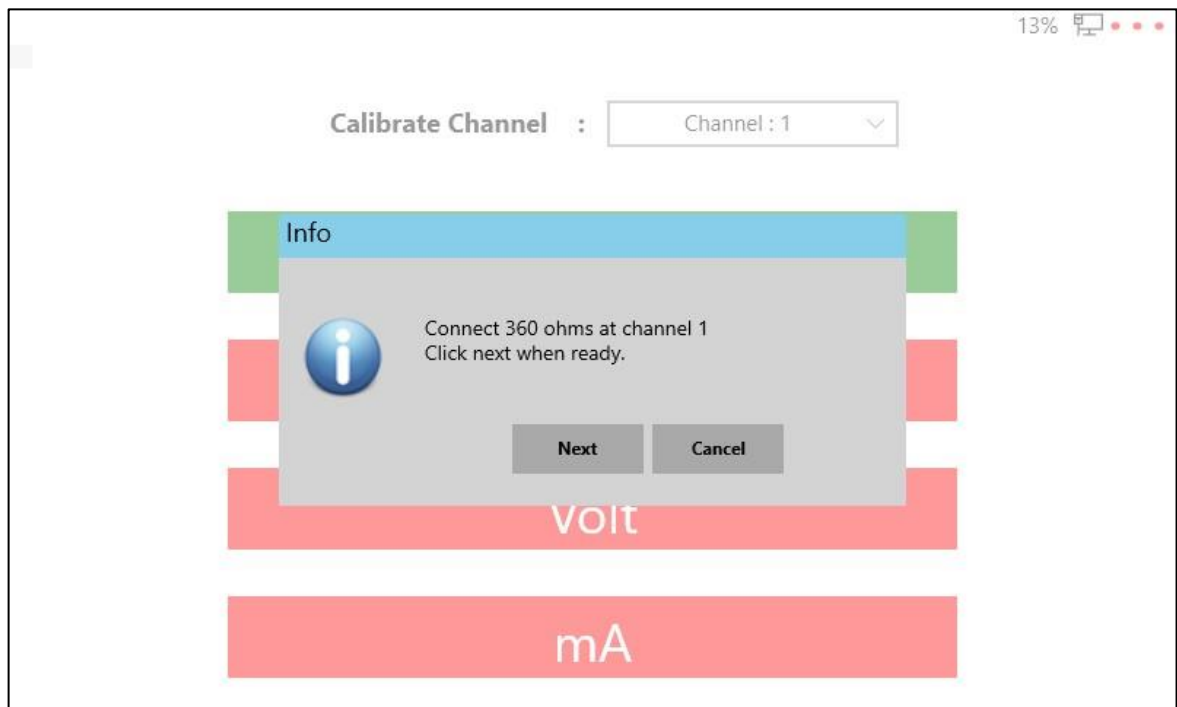 13%
Calibrate Channel : Channel : 1
Info
Connect 360 ohms at channel 1
Click next when ready.
Next Cancel
Volt
mA